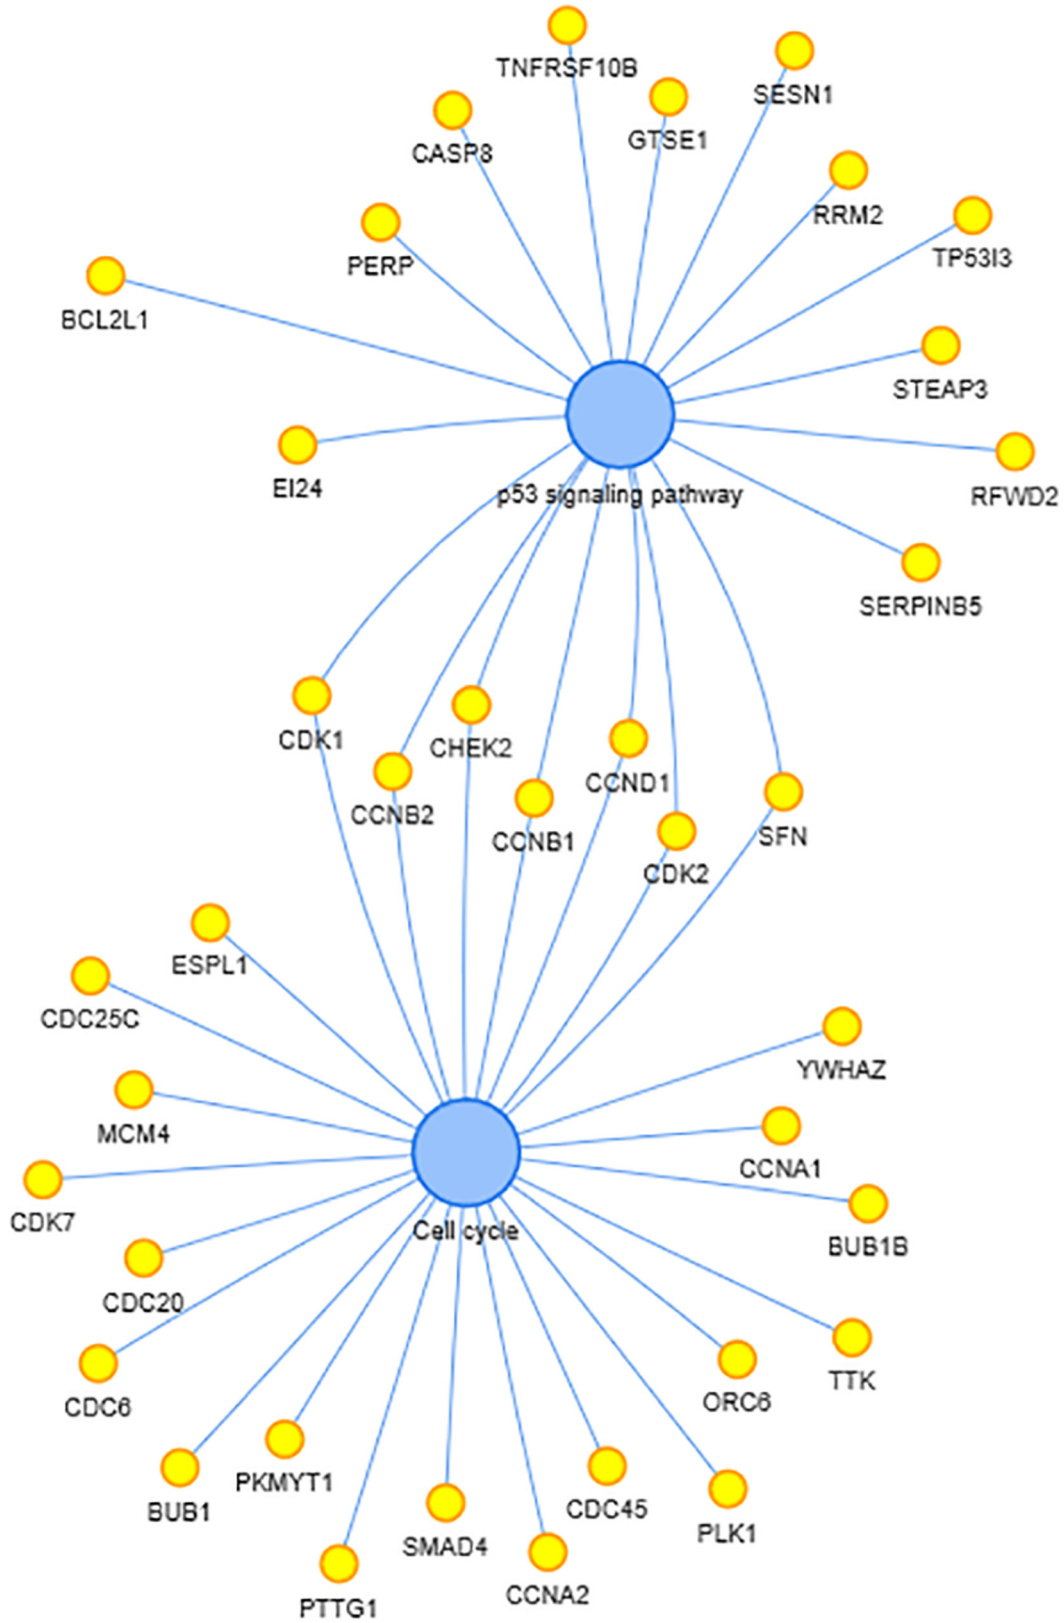 TNFRSF10B
SESN1
GTSE1
CASP8
RRM2
TP53I3
PERP
BCL2L1
STEAP3
EI24
p53 signaling pathway
RFWD2
SERPINB5
CDK1
CHEK2
CCND1
CCNB2
CCNB1
SFN
CDK2
ESPL1
CDC25C
YWHAZ
MCM4
CCNA1
CDK7
Cell cycle
BUB1B
CDC20
TTK
ORC6
CDC6
PKMYT1
BUB1
CDC45
PLK1
SMAD4
CCNA2
PTTG1